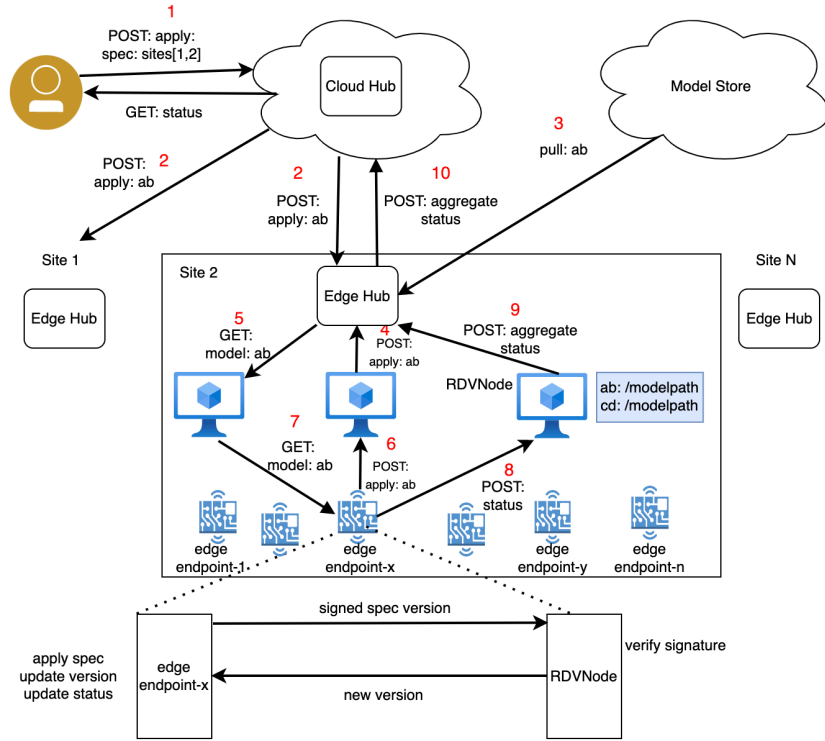 1
POST: apply:
spec: sites[1,2]
GET: status
Cloud Hub
Model Store
2
POST:
apply: ab
2
POST:
apply: ab
10
POST: aggregate
status
3
pull: ab
Site 1
Edge Hub
Site 2
Edge Hub
Site N
Edge Hub
5
GET:
model: ab
4
POST:
apply: ab
9
POST: aggregate
status
RDVNode
ab: /modelpath
cd: /modelpath
7
GET:
model: ab
6
POST:
apply: ab
8
POST:
status
edge
endpoint-1
edge
endpoint-x
edge
endpoint-y
edge
endpoint-n
signed spec version
apply spec
update version
update status
edge
endpoint-x
RDVNode
verify signature
new version